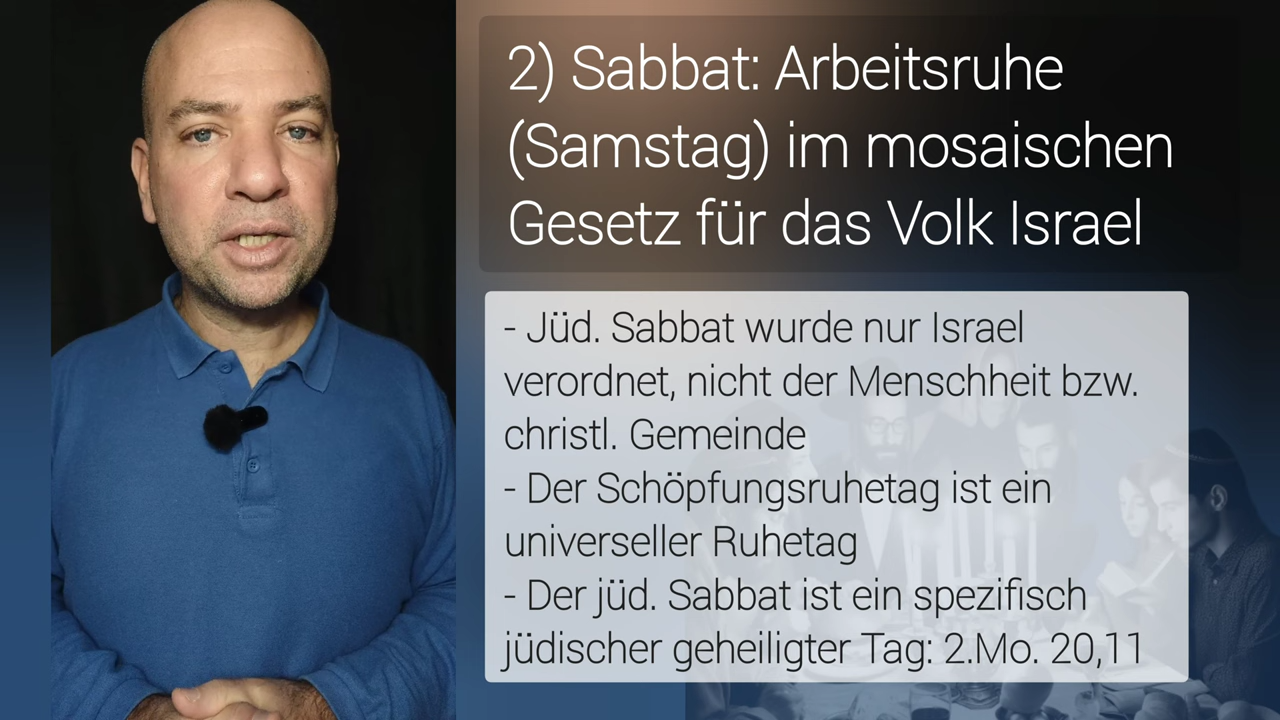 2) Sabbat: Arbeitsruhe
(Samstag) im mosaischen
Gesetz für das Volk Israel
- Jüd. Sabbat wurde nur Israel
verordnet, nicht der Menschheit bzw.
christl. Gemeinde
- Der Schöpfungsruhetag ist ein
universeller Ruhetag
- Der jüd. Sabbat ist ein spezifisch
jüdischer geheiligter Tag: 2.Mo. 20,11